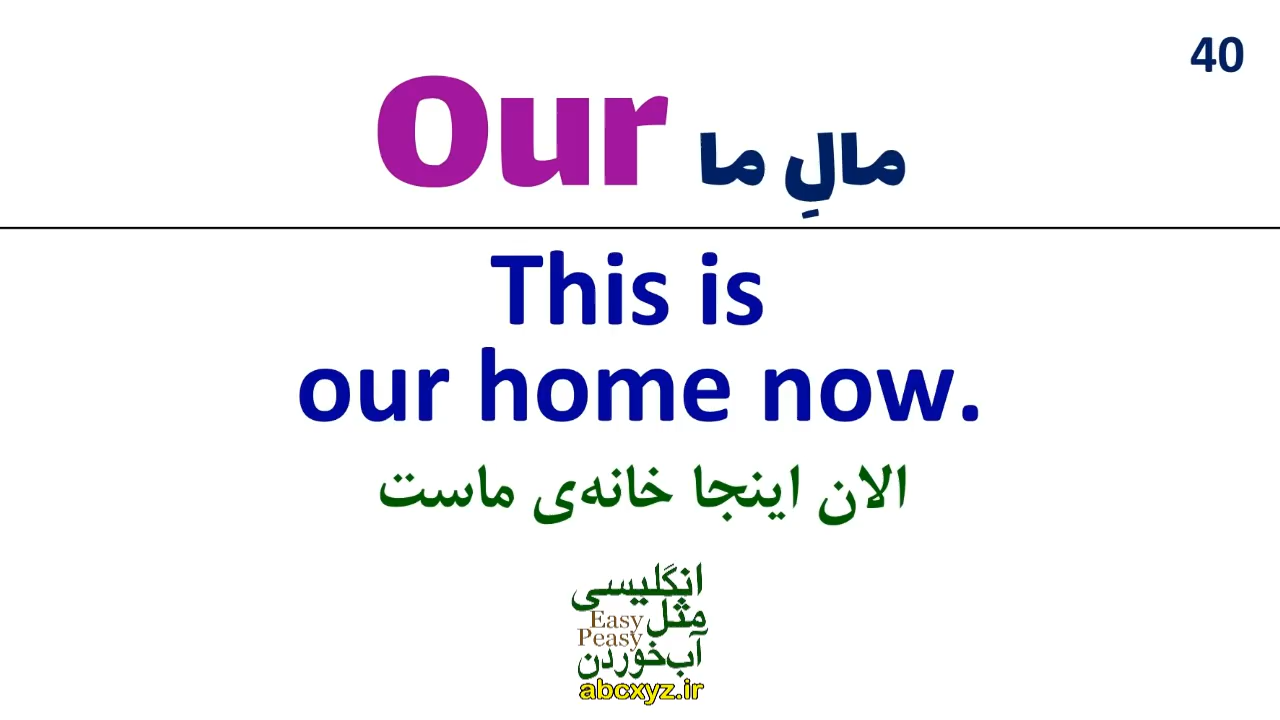 40
Our مالِ ما
This is
our home now.
الان اینجا خانه‌ی ماست
انگلیسی
مثل Easy
Peasy
آب‌خوردن
abcxyz.ir